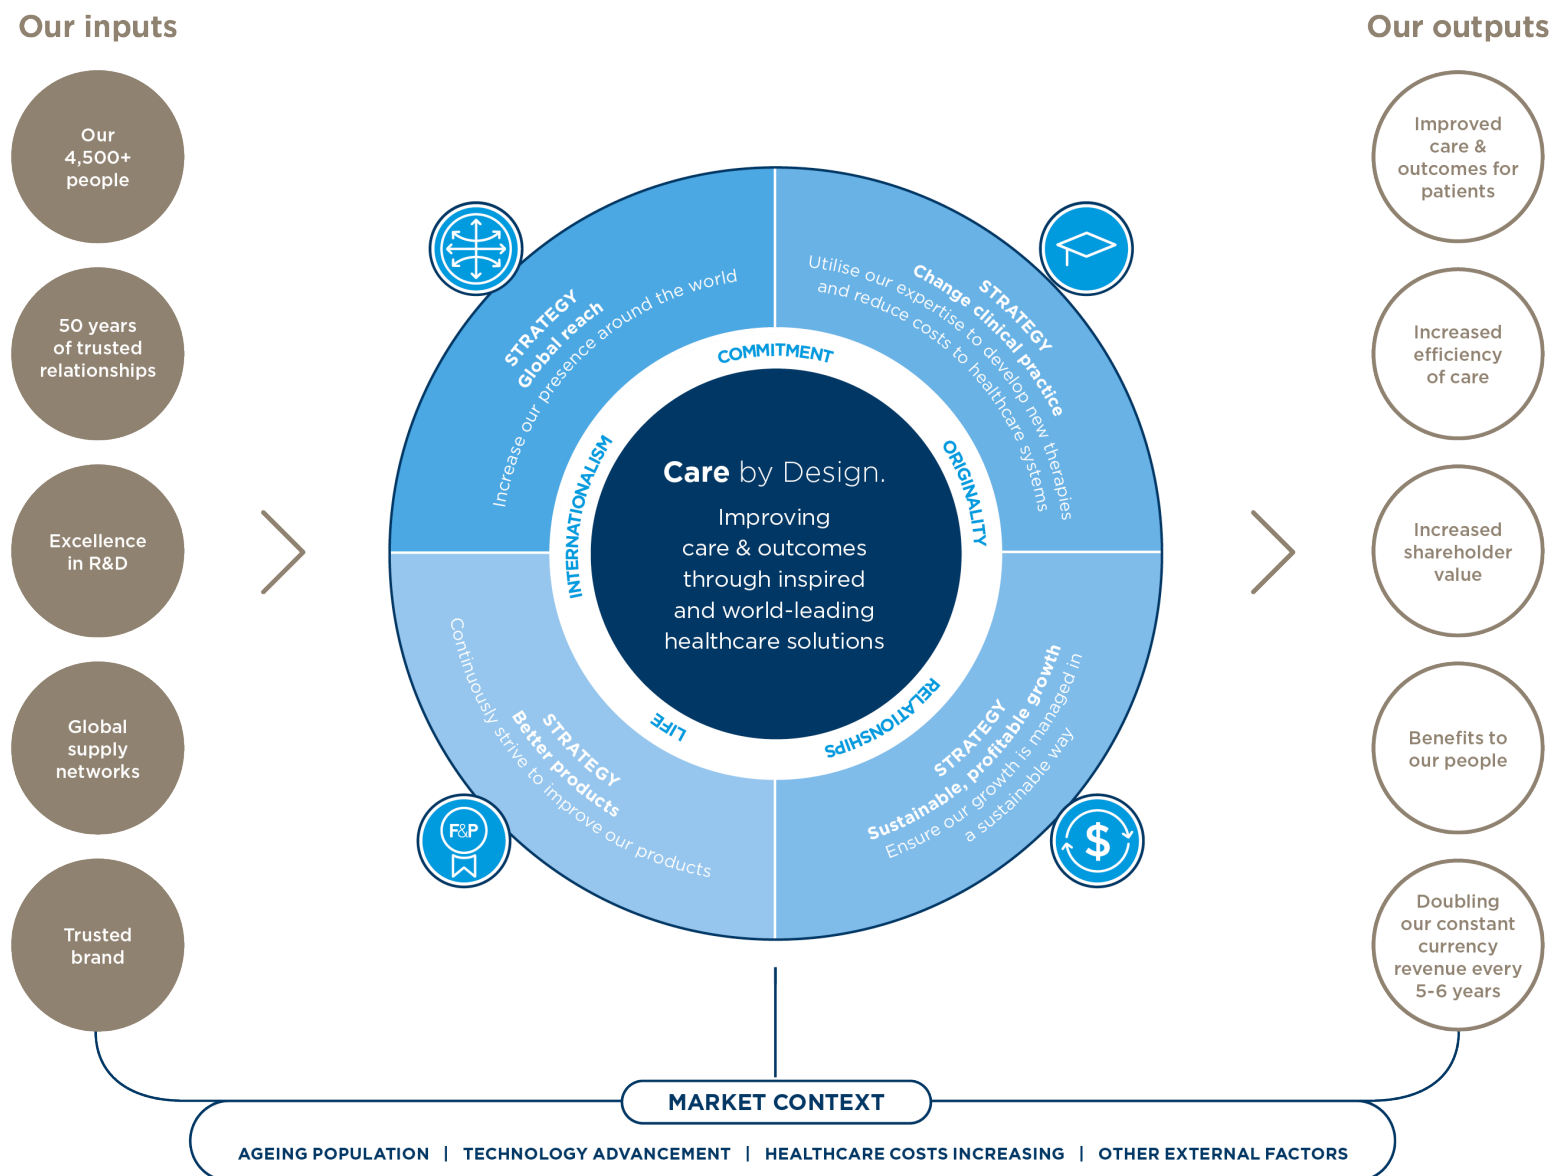 Our inputs
Our
4,500+
people
50 years
of trusted
relationships
Excellence
in R&D
Global
supply
networks
Trusted
brand
STRATEGY
Global reach
Increase our presence around the world
STRATEGY
Change clinical practice
Utilise our expertise to develop new therapies
and reduce costs to healthcare systems
COMMITMENT
ORIGINALITY
RELATIONSHIPS
LIFE
INTERNATIONALISM
Care by Design.
Improving
care & outcomes
through inspired
and world-leading
healthcare solutions
STRATEGY
Better products
Continuously strive to improve our products
F&P
STRATEGY
Sustainable, profitable growth
Ensure our growth is managed in
a sustainable way
$
Our outputs
Improved
care &
outcomes for
patients
Increased
efficiency
of care
Increased
shareholder
value
Benefits to
our people
Doubling
our constant
currency
revenue every
5-6 years
MARKET CONTEXT
AGEING POPULATION | TECHNOLOGY ADVANCEMENT | HEALTHCARE COSTS INCREASING | OTHER EXTERNAL FACTORS